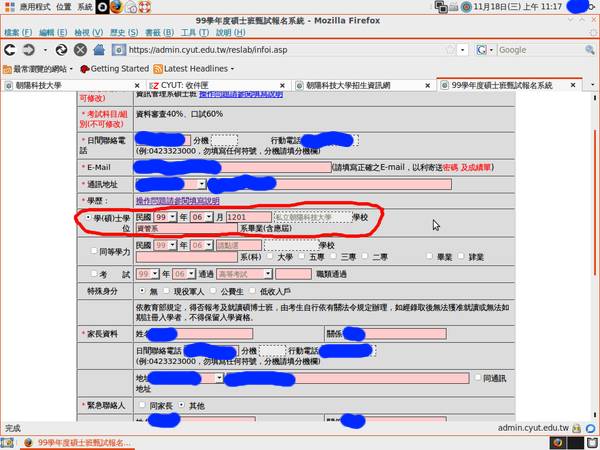 應用程式 位置 系統
11月18日(三) 上午 11:17
99學年度碩士班甄試報名系統 - Mozilla Firefox
檔案 (F) 編輯 (E) 檢視 (V) 歷史 (S) 書籤 (B) 工具 (T) 說明 (H)
https://admin.cyut.edu.tw/reslab/infoi.asp
Google
最常瀏覽的網站 Getting Started Latest Headlines
朝陽科技大學
CYUT: 收件匣
朝陽科技大學招生資訊網
99學年度碩士班甄試報名系統
可修改)
資訊管理系碩士班 操作問題請參閱填寫說明
* 考試科目/組別(不可修改)
資料審查40%、口試60%
* 日間聯絡電話
分機
行動電話
(例:0423323000，勿填寫任何符號，分機請填分機欄)
* E-Mail
(請填寫正確之E-mail，以利寄送密碼 及成績單)
* 通訊地址
* 學歷：
操作問題請參閱填寫說明
學(碩)士學位
民國 99 年 06 月 1201 私立朝陽科技大學 學校
資管系 系畢業(含應屆)
同等學力
民國 99 年 06 月 請點選 學校
系(科) 大學 五專 三專 二專 畢業 肄業
考 試
99 年 06 通過 高等考試 職類通過
特殊身分
無 現役軍人 公費生 低收入戶
依教育部規定，得否報考及就讀碩博士班，由考生自行依有關法令規定辦理，如經錄取後無法獲准就讀或無法如期註冊入學者，不得保留入學資格。
* 家長資料
姓名
關係
日間聯絡電話 分機 行動電話
(例:0423323000，勿填寫任何符號，分機請填分機欄)
地址
同通訊地址
* 緊急聯絡人
同家長 其他
姓名
關係
完成
admin.cyut.edu.tw
99學年度碩士班甄試報名...